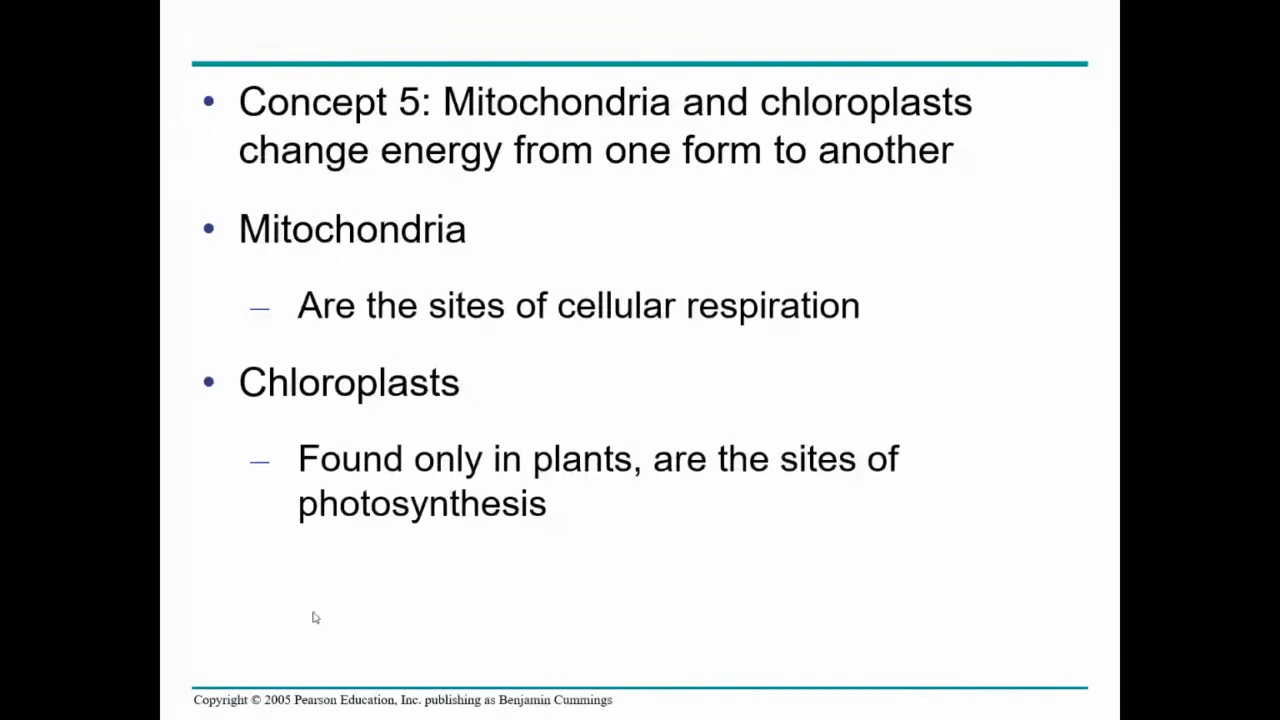 • Concept 5: Mitochondria and chloroplasts
change energy from one form to another
• Mitochondria
– Are the sites of cellular respiration
• Chloroplasts
– Found only in plants, are the sites of
photosynthesis
Copyright © 2005 Pearson Education, Inc. publishing as Benjamin Cummings